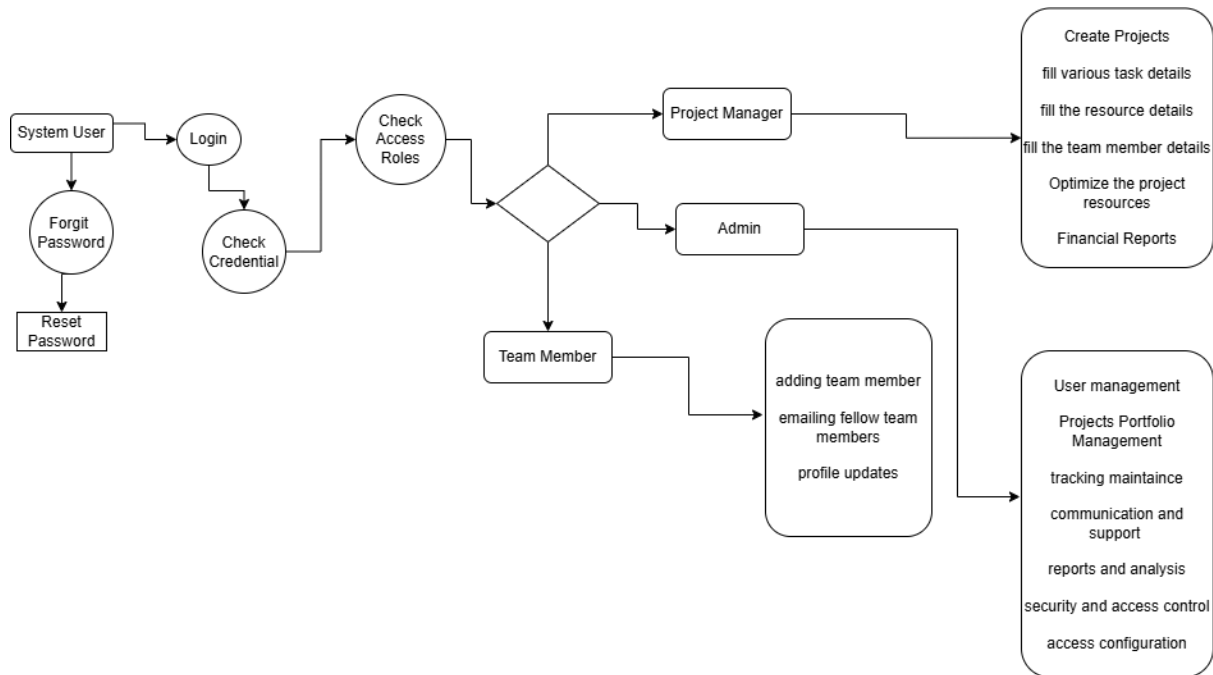 System User
Login
Forgit
Password
Reset
Password
Check
Credential
Check
Access
Roles
Project Manager
Admin
Team Member
Create Projects
fill various task details
fill the resource details
fill the team member details
Optimize the project
resources
Financial Reports
adding team member
emailing fellow team
members
profile updates
User management
Projects Portfolio
Management
tracking maintaince
communication and
support
reports and analysis
security and access control
access configuration